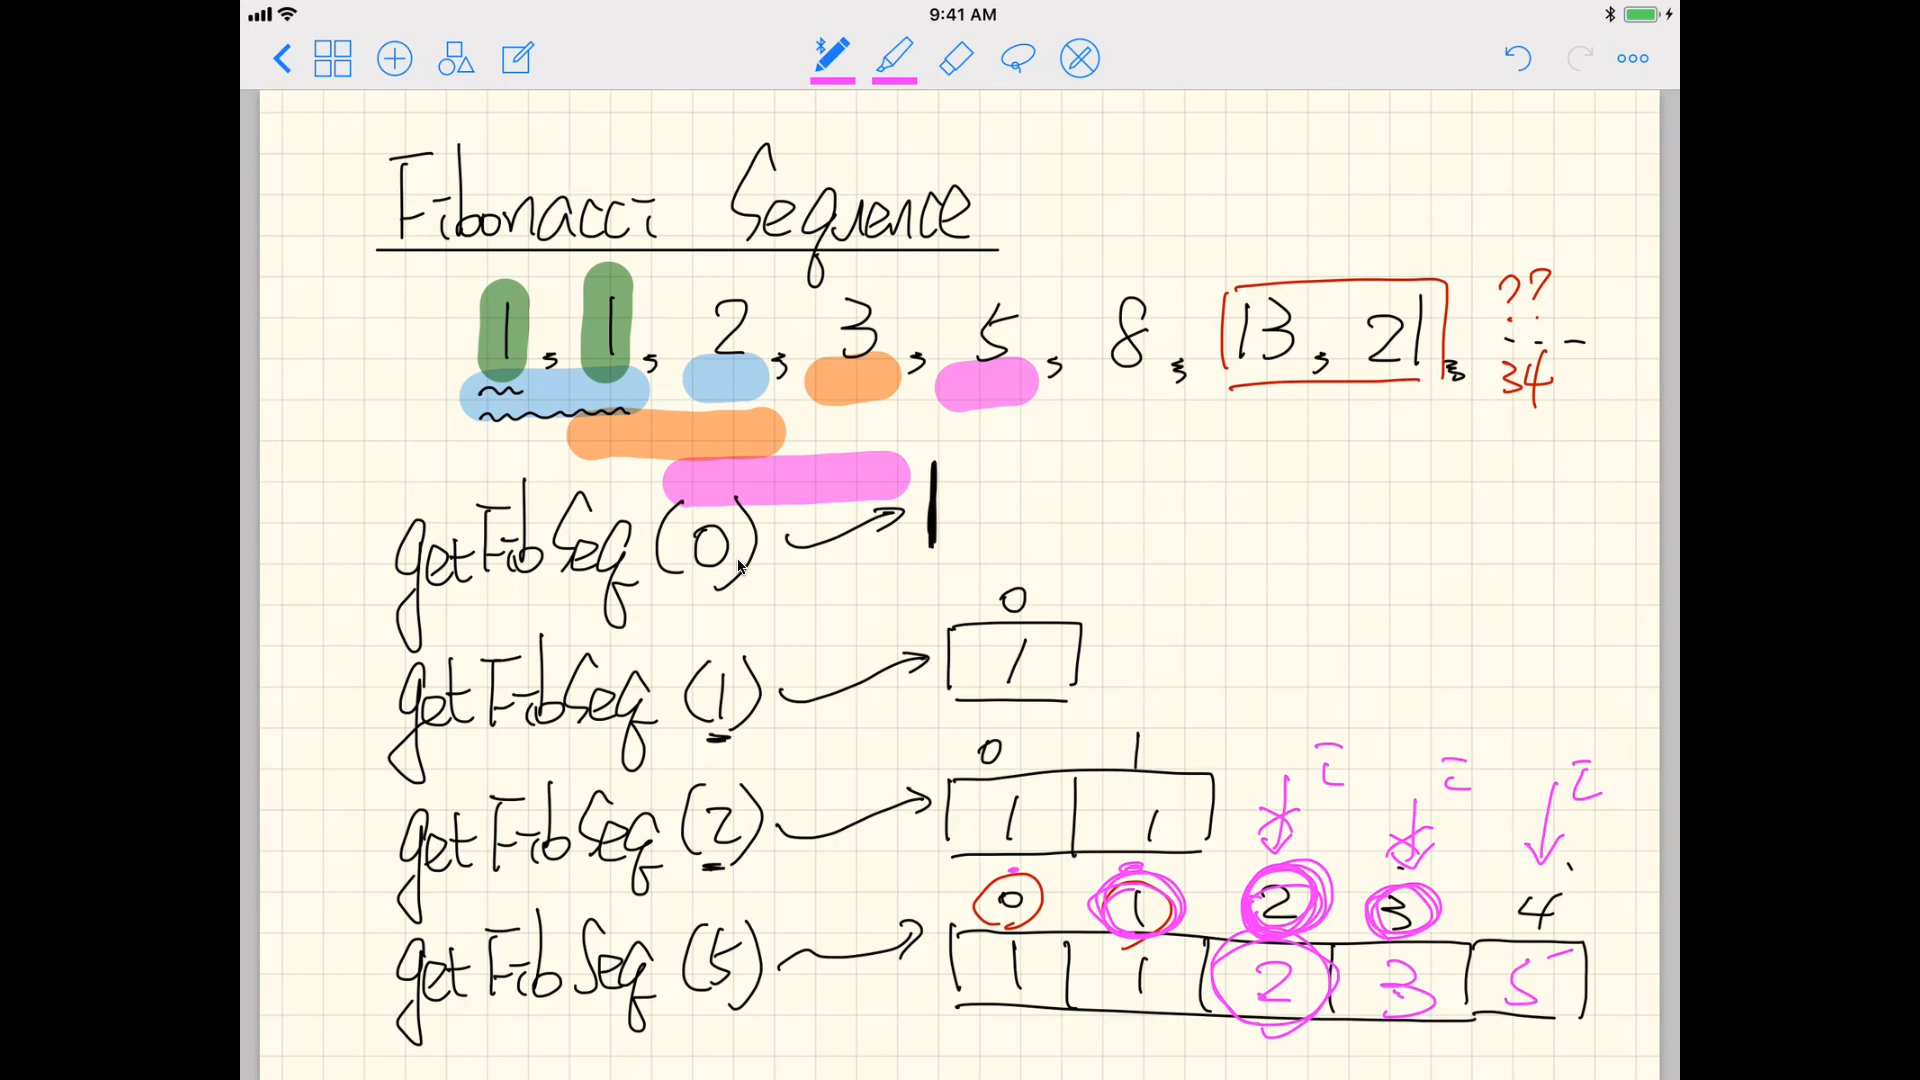 9:41 AM
Fibonacci Sequence
1, 1, 2, 3, 5, 8, 13, 21, ---
??
34
getFibSeq (0)
0
1
getFibSeq (1)
0 1
i i i
1 1
getFibSeq (2)
0 1 2 3 4
1 1 2 3 5
getFibSeq (5)